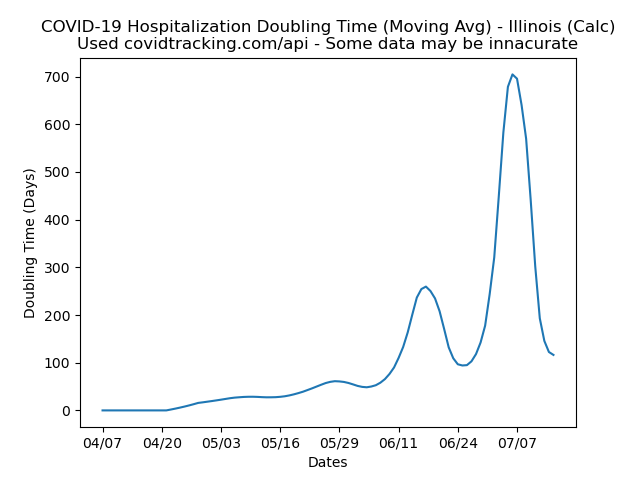 COVID-19 Hospitalization Doubling Time (Moving Avg) - Illinois (Calc)
Used covidtracking.com/api - Some data may be innacurate
700
600
500
400
300
200
100
0
Doubling Time (Days)
04/07 04/20 05/03 05/16 05/29 06/11 06/24 07/07
Dates